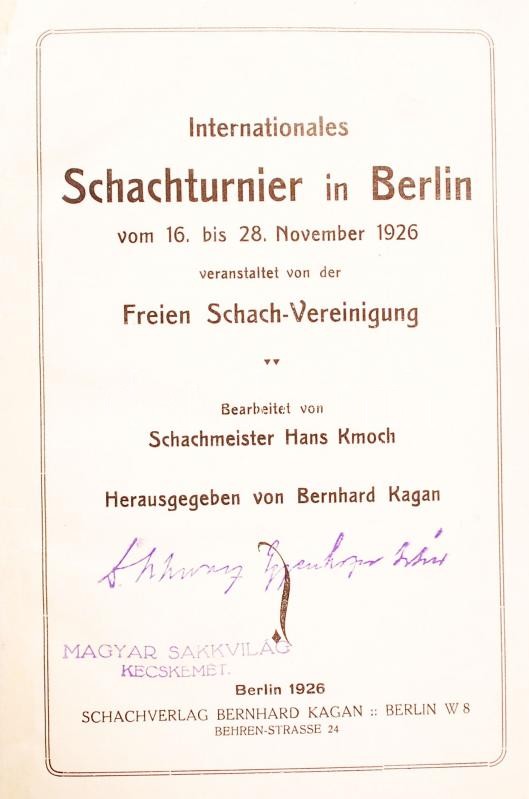 Internationales
Schachturnier in Berlin
vom 16. bis 28. November 1926
veranstaltet von der
Freien Schach-Vereinigung
Bearbeitet von
Schachmeister Hans Kmoch
Herausgegeben von Bernhard Kagan
MAGYAR SAKKVILÁG
KECSKEMÉT.
Berlin 1926
SCHACHVERLAG BERNHARD KAGAN :: BERLIN W 8
BEHREN-STRASSE 24